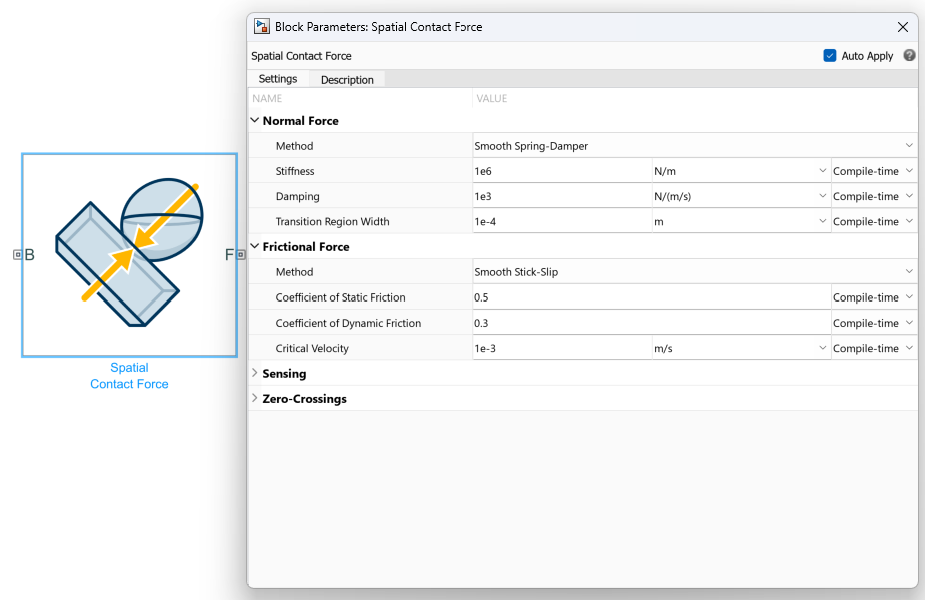 Block Parameters: Spatial Contact Force
Spatial Contact Force Auto Apply ?
Settings Description
NAME VALUE
Normal Force
Method Smooth Spring-Damper
Stiffness 1e6 N/m Compile-time
Damping 1e3 N/(m/s) Compile-time
Transition Region Width 1e-4 m Compile-time
Frictional Force
Method Smooth Stick-Slip
Coefficient of Static Friction 0.5 Compile-time
Coefficient of Dynamic Friction 0.3 Compile-time
Critical Velocity 1e-3 m/s Compile-time
Sensing
Zero-Crossings
B F
Spatial
Contact Force